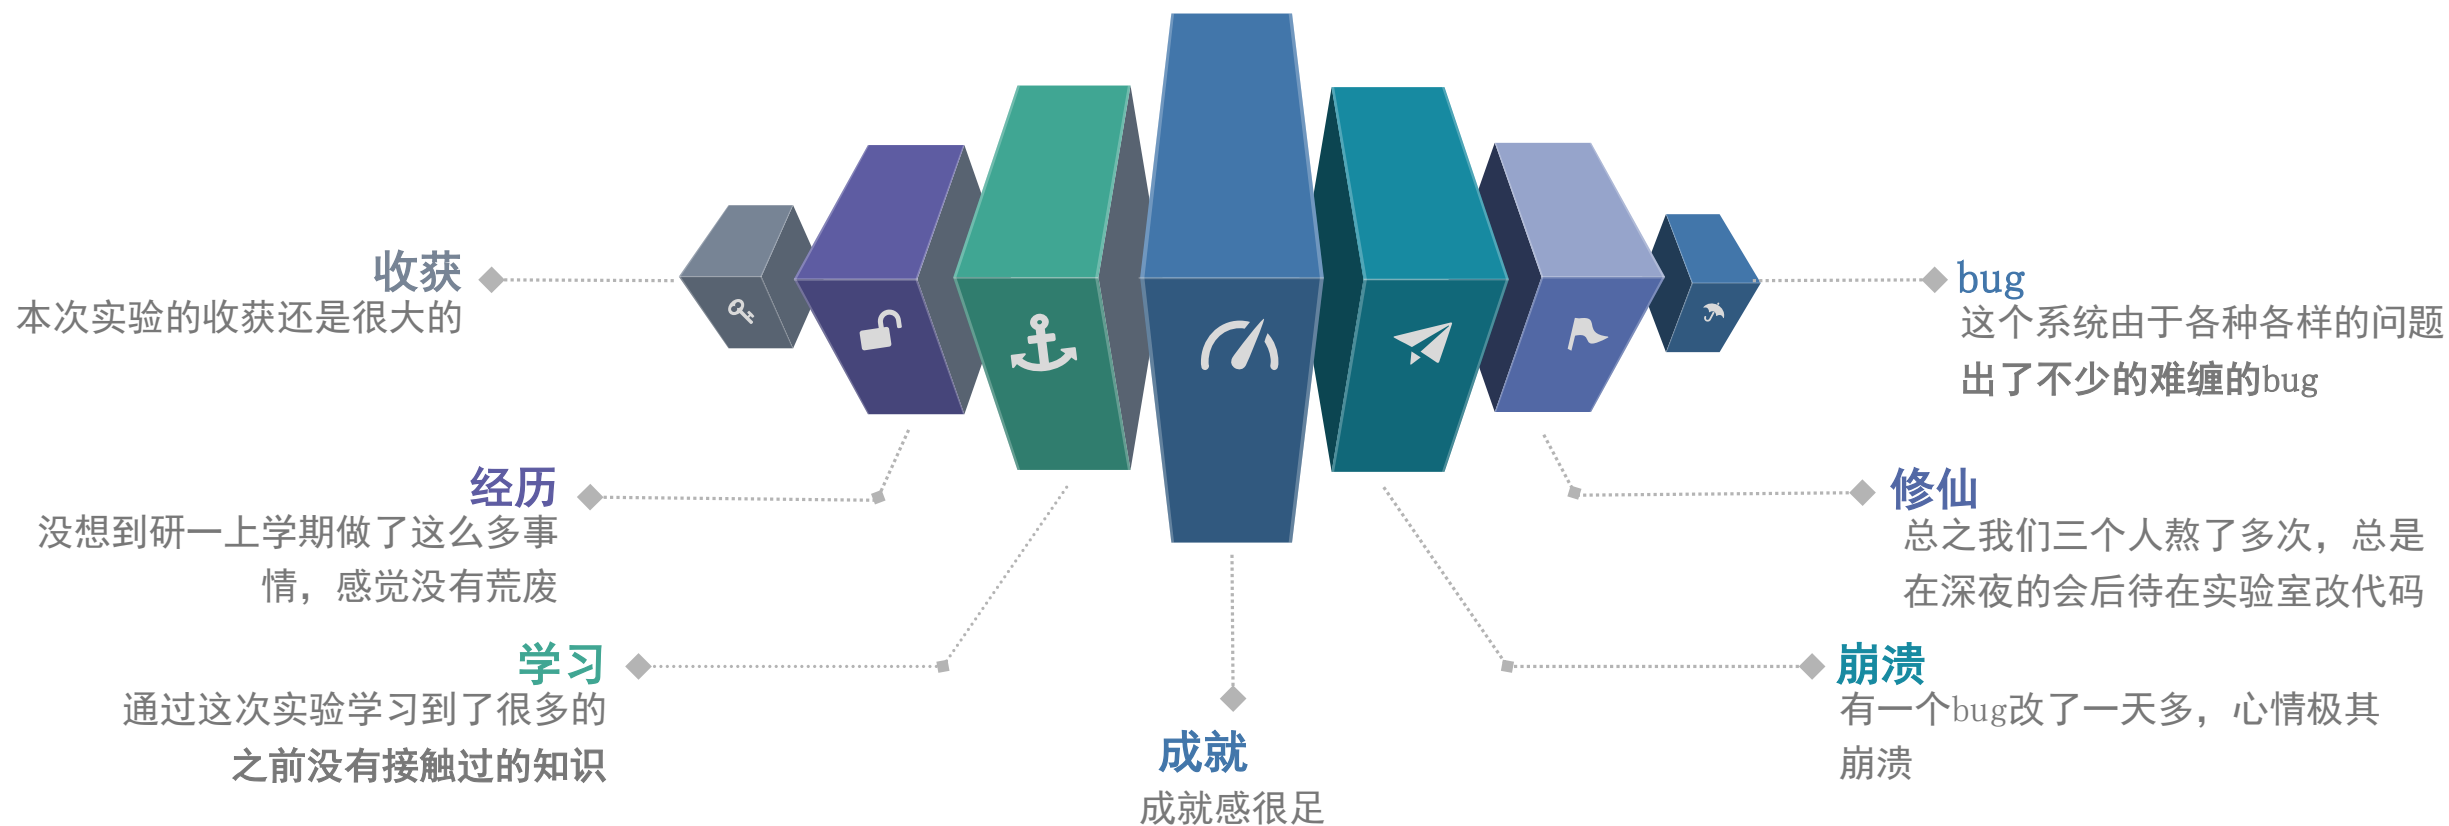 收获
本次实验的收获还是很大的
经历
没想到研一上学期做了这么多事
情，感觉没有荒废
学习
通过这次实验学习到了很多的
之前没有接触过的知识
成就
成就感很足
bug
这个系统由于各种各样的问题
出了不少的难缠的bug
修仙
总之我们三个人熬了多次，总是
在深夜的会后待在实验室改代码
崩溃
有一个bug改了一天多，心情极其
崩溃